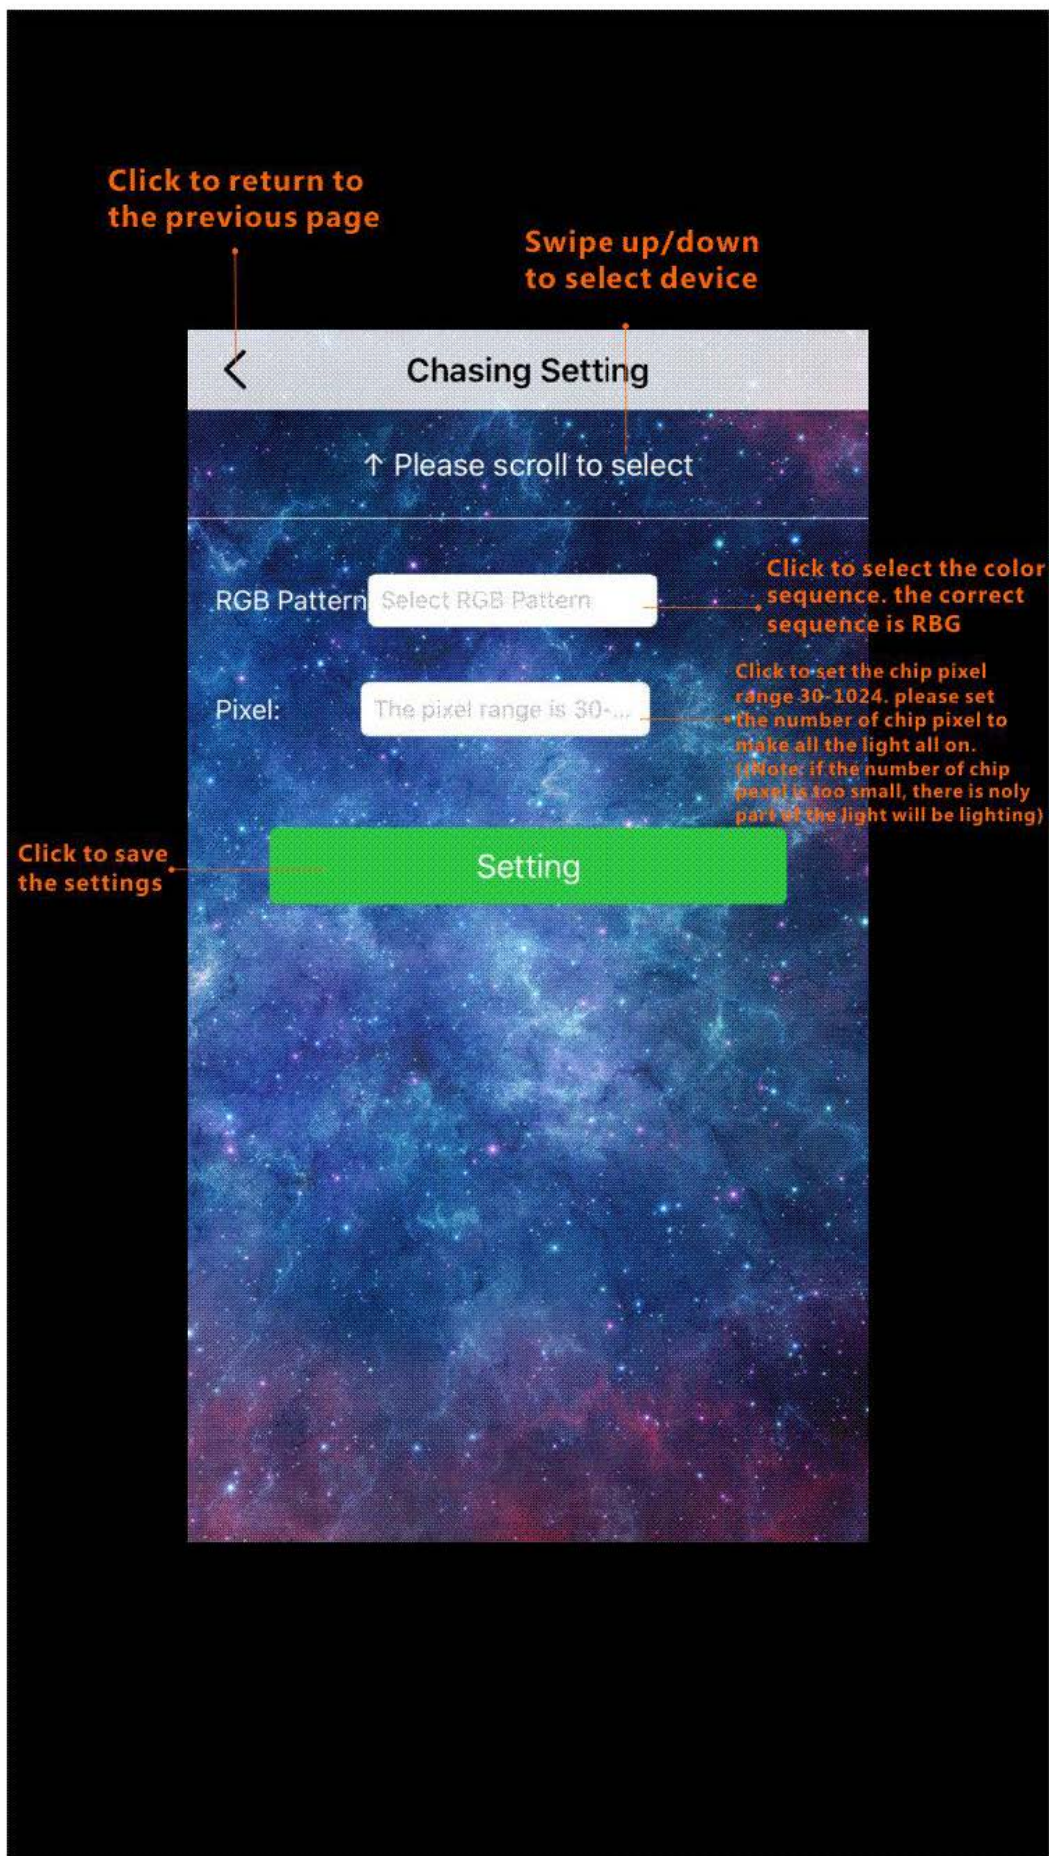 Click to return to
the previous page
Swipe up/down
to select device
Chasing Setting
↑ Please scroll to select
RGB Pattern
Select RGB Pattern
Click to select the color
sequence. the correct
sequence is RBG
Pixel:
The pixel range is 30-...
Click to set the chip pixel
range 30-1024. please set
the number of chip pixel to
make all the light all on.
((Note: if the number of chip
pexel is too small, there is noly
part of the light will be lighting)
Click to save
the settings
Setting